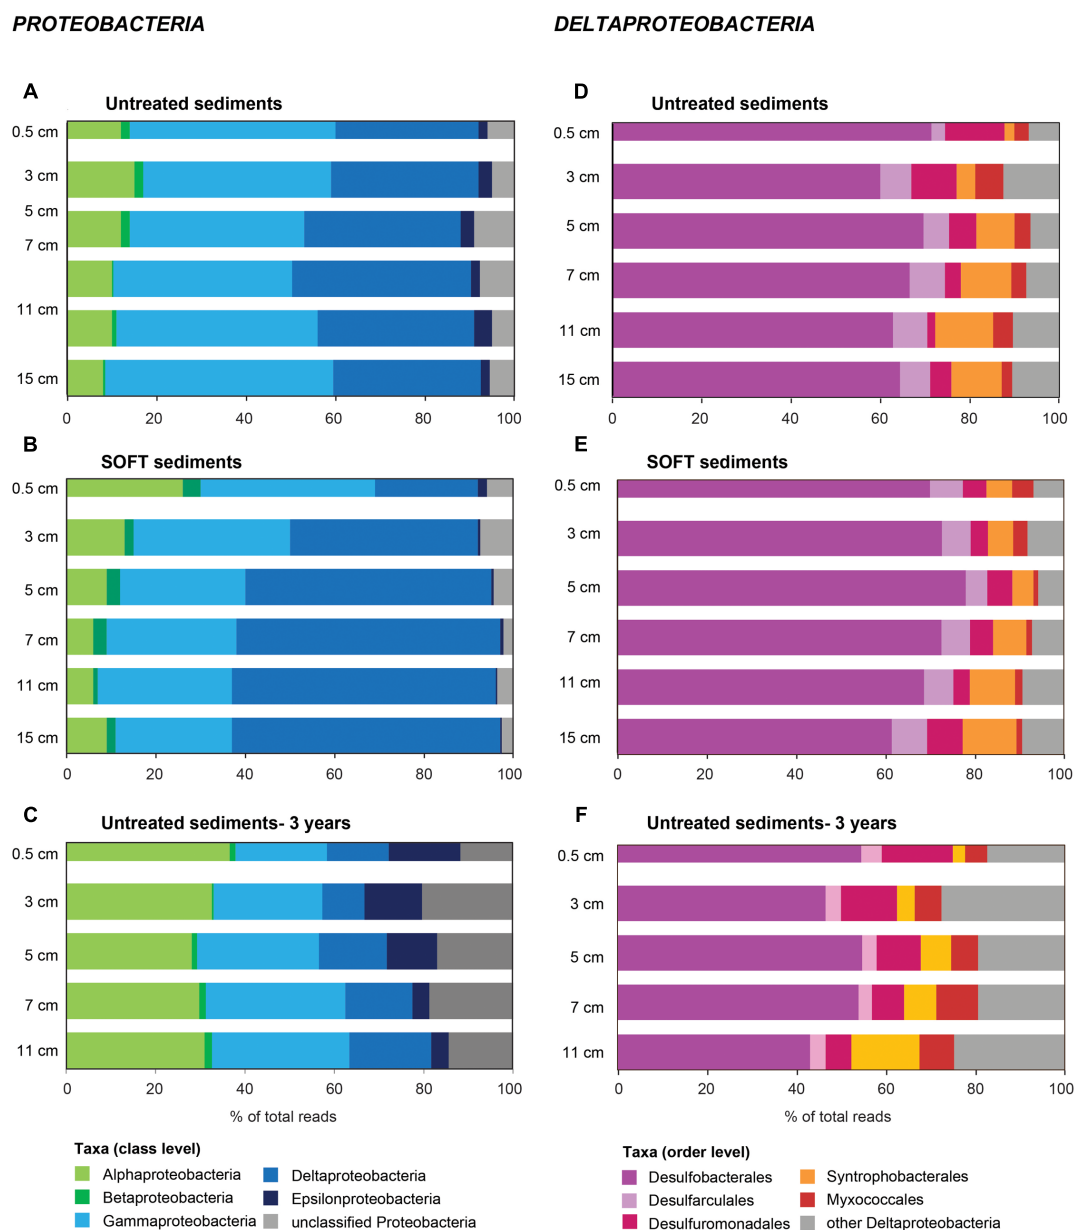 PROTEOBACTERIA
DELTAPROTEOBACTERIA
A
Untreated sediments
0.5 cm
3 cm
5 cm
7 cm
11 cm
15 cm
0 20 40 60 80 100
D
Untreated sediments
0.5 cm
3 cm
5 cm
7 cm
11 cm
15 cm
0 20 40 60 80 100
B
SOFT sediments
0.5 cm
3 cm
5 cm
7 cm
11 cm
15 cm
0 20 40 60 80 100
E
SOFT sediments
0.5 cm
3 cm
5 cm
7 cm
11 cm
15 cm
0 20 40 60 80 100
C
Untreated sediments- 3 years
0.5 cm
3 cm
5 cm
7 cm
11 cm
0 20 40 60 80 100
% of total reads
F
Untreated sediments- 3 years
0.5 cm
3 cm
5 cm
7 cm
11 cm
0 20 40 60 80 100
% of total reads
Taxa (class level)
Alphaproteobacteria
Betaproteobacteria
Gammaproteobacteria
Deltaproteobacteria
Epsilonproteobacteria
unclassified Proteobacteria
Taxa (order level)
Desulfobacterales
Desulfarculales
Desulfuromonadales
Syntrophobacterales
Myxococcales
other Deltaproteobacteria